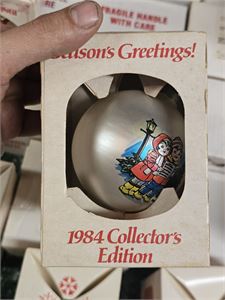 FRAGILE HANDLE
WITH CARE
Season's Greetings!
1984 Collector's
Edition